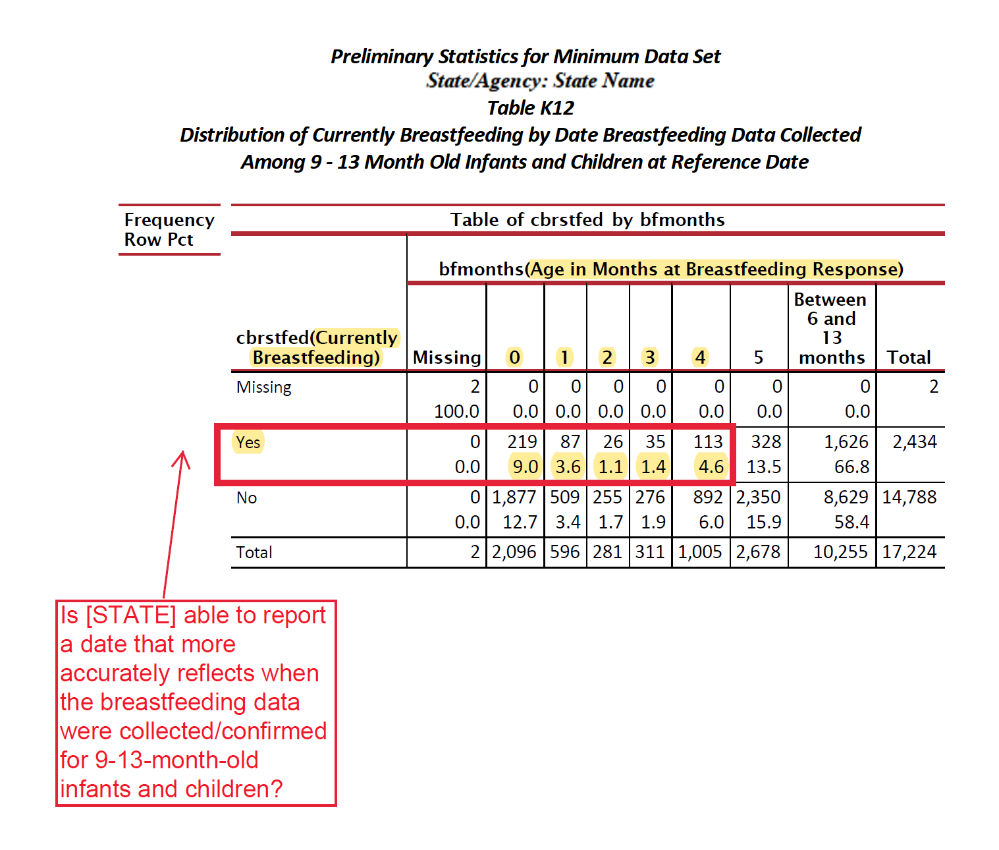 Preliminary Statistics for Minimum Data Set
State/Agency: State Name
Table K12
Distribution of Currently Breastfeeding by Date Breastfeeding Data Collected
Among 9 - 13 Month Old Infants and Children at Reference Date
Frequency
Row Pct
Table of cbrstfed by bfmonths
cbrstfed(Currently
Breastfeeding)
bfmonths(Age in Months at Breastfeeding Response)
Missing 0 1 2 3 4 5 Between 6 and 13 months Total
Missing 2 0 0 0 0 0 0 0 2
100.0 0.0 0.0 0.0 0.0 0.0 0.0 0.0
Yes 0 219 87 26 35 113 328 1,626 2,434
0.0 9.0 3.6 1.1 1.4 4.6 13.5 66.8
No 0 1,877 509 255 276 892 2,350 8,629 14,788
0.0 12.7 3.4 1.7 1.9 6.0 15.9 58.4
Total 2 2,096 596 281 311 1,005 2,678 10,255 17,224
Is [STATE] able to report
a date that more
accurately reflects when
the breastfeeding data
were collected/confirmed
for 9-13-month-old
infants and children?